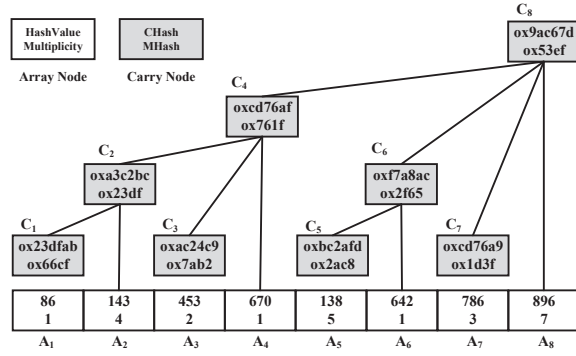 HashValue
Multiplicity
Array Node
CHash
MHash
Carry Node
C8
ox9ac67d
ox53ef
C4
oxcd76af
ox761f
C2
oxa3c2bc
ox23df
C6
oxf7a8ac
ox2f65
C1
ox23dfab
ox66cf
C3
oxac24c9
ox7ab2
C5
oxbc2afd
ox2ac8
C7
oxcd76a9
ox1d3f
86 143 453 670 138 642 786 896
1 4 2 1 5 1 3 7
A1 A2 A3 A4 A5 A6 A7 A8